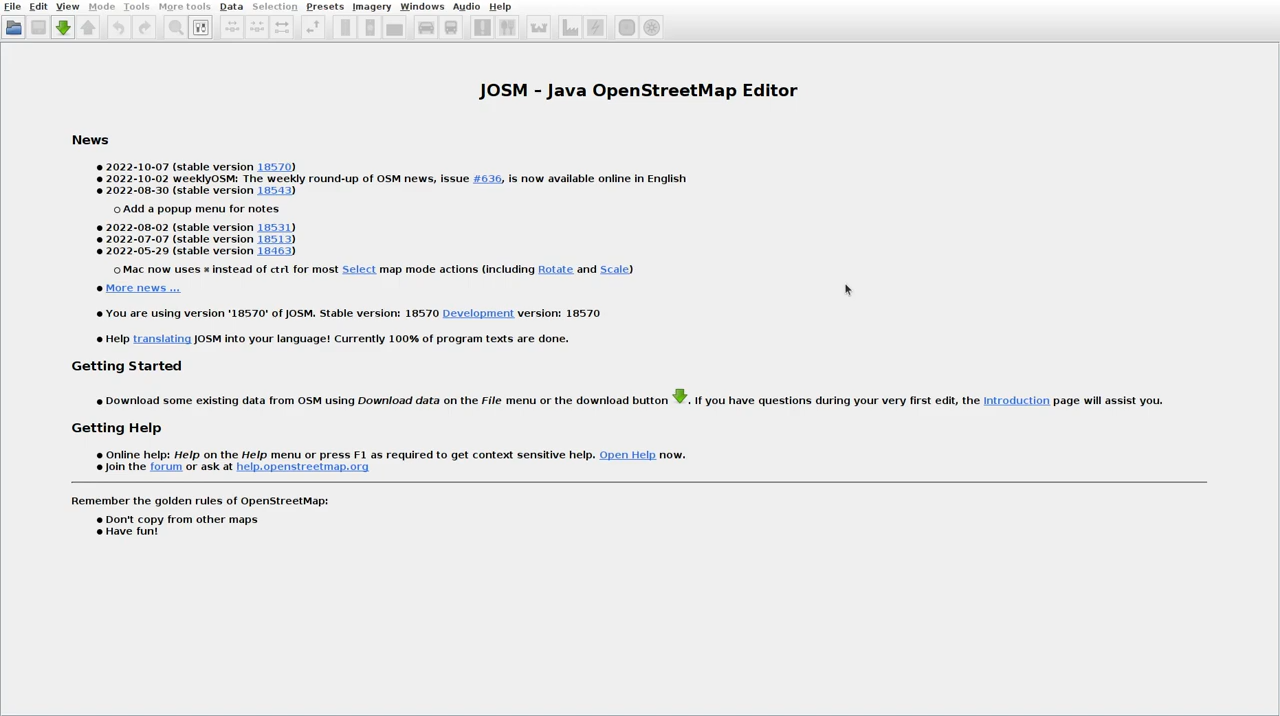 File Edit View Mode Tools More tools Data Selection Presets Imagery Windows Audio Help
JOSM – Java OpenStreetMap Editor
News
2022-10-07 (stable version 18570)
2022-10-02 weeklyOSM: The weekly round-up of OSM news, issue #636, is now available online in English
2022-08-30 (stable version 18543)
Add a popup menu for notes
2022-08-02 (stable version 18531)
2022-07-07 (stable version 18513)
2022-05-29 (stable version 18463)
Mac now uses ⌘ instead of ctrl for most Select map mode actions (including Rotate and Scale)
More news ...
You are using version '18570' of JOSM. Stable version: 18570 Development version: 18570
Help translating JOSM into your language! Currently 100% of program texts are done.
Getting Started
Download some existing data from OSM using Download data on the File menu or the download button . If you have questions during your very first edit, the Introduction page will assist you.
Getting Help
Online help: Help on the Help menu or press F1 as required to get context sensitive help. Open Help now.
Join the forum or ask at help.openstreetmap.org
Remember the golden rules of OpenStreetMap:
Don't copy from other maps
Have fun!